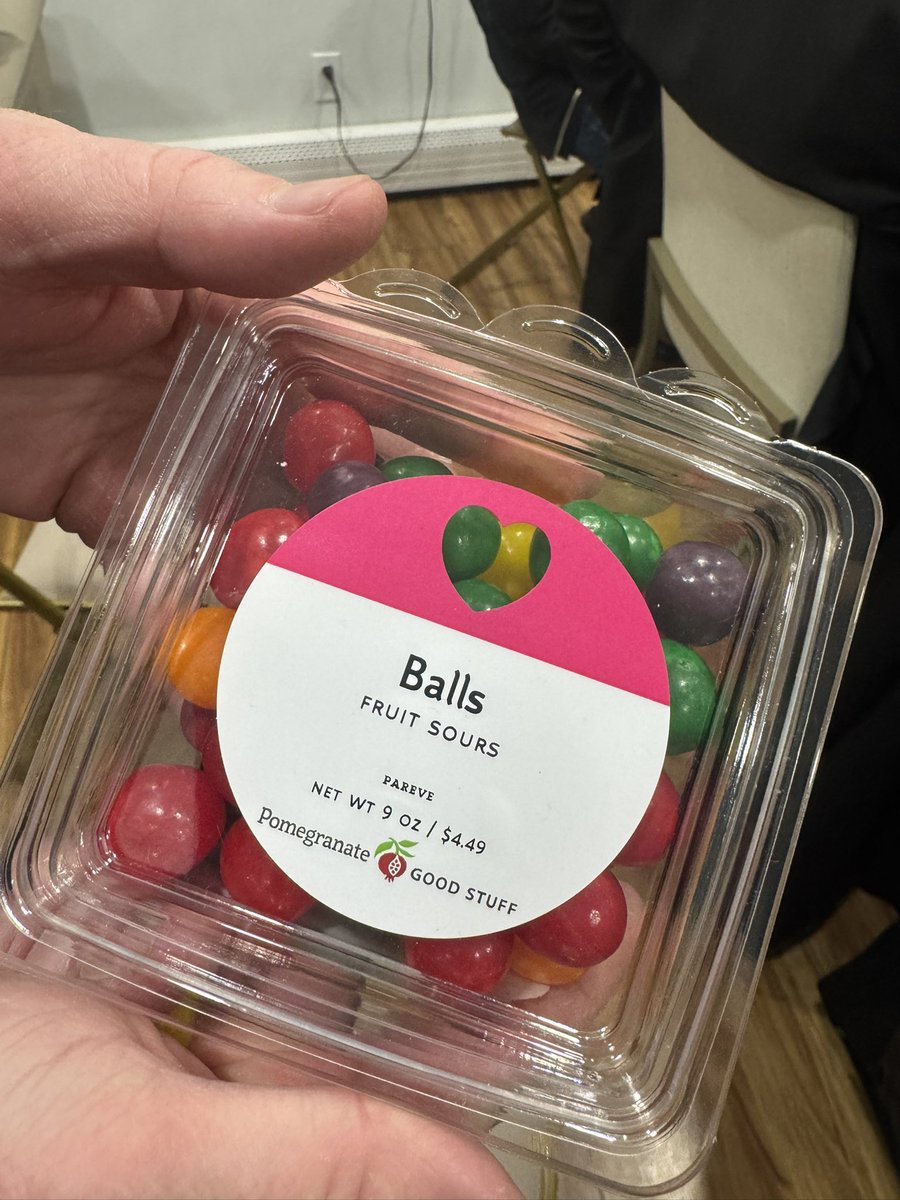 Balls
FRUIT SOURS
PAREVE
NET WT 9 OZ / $4.49
Pomegranate GOOD STUFF